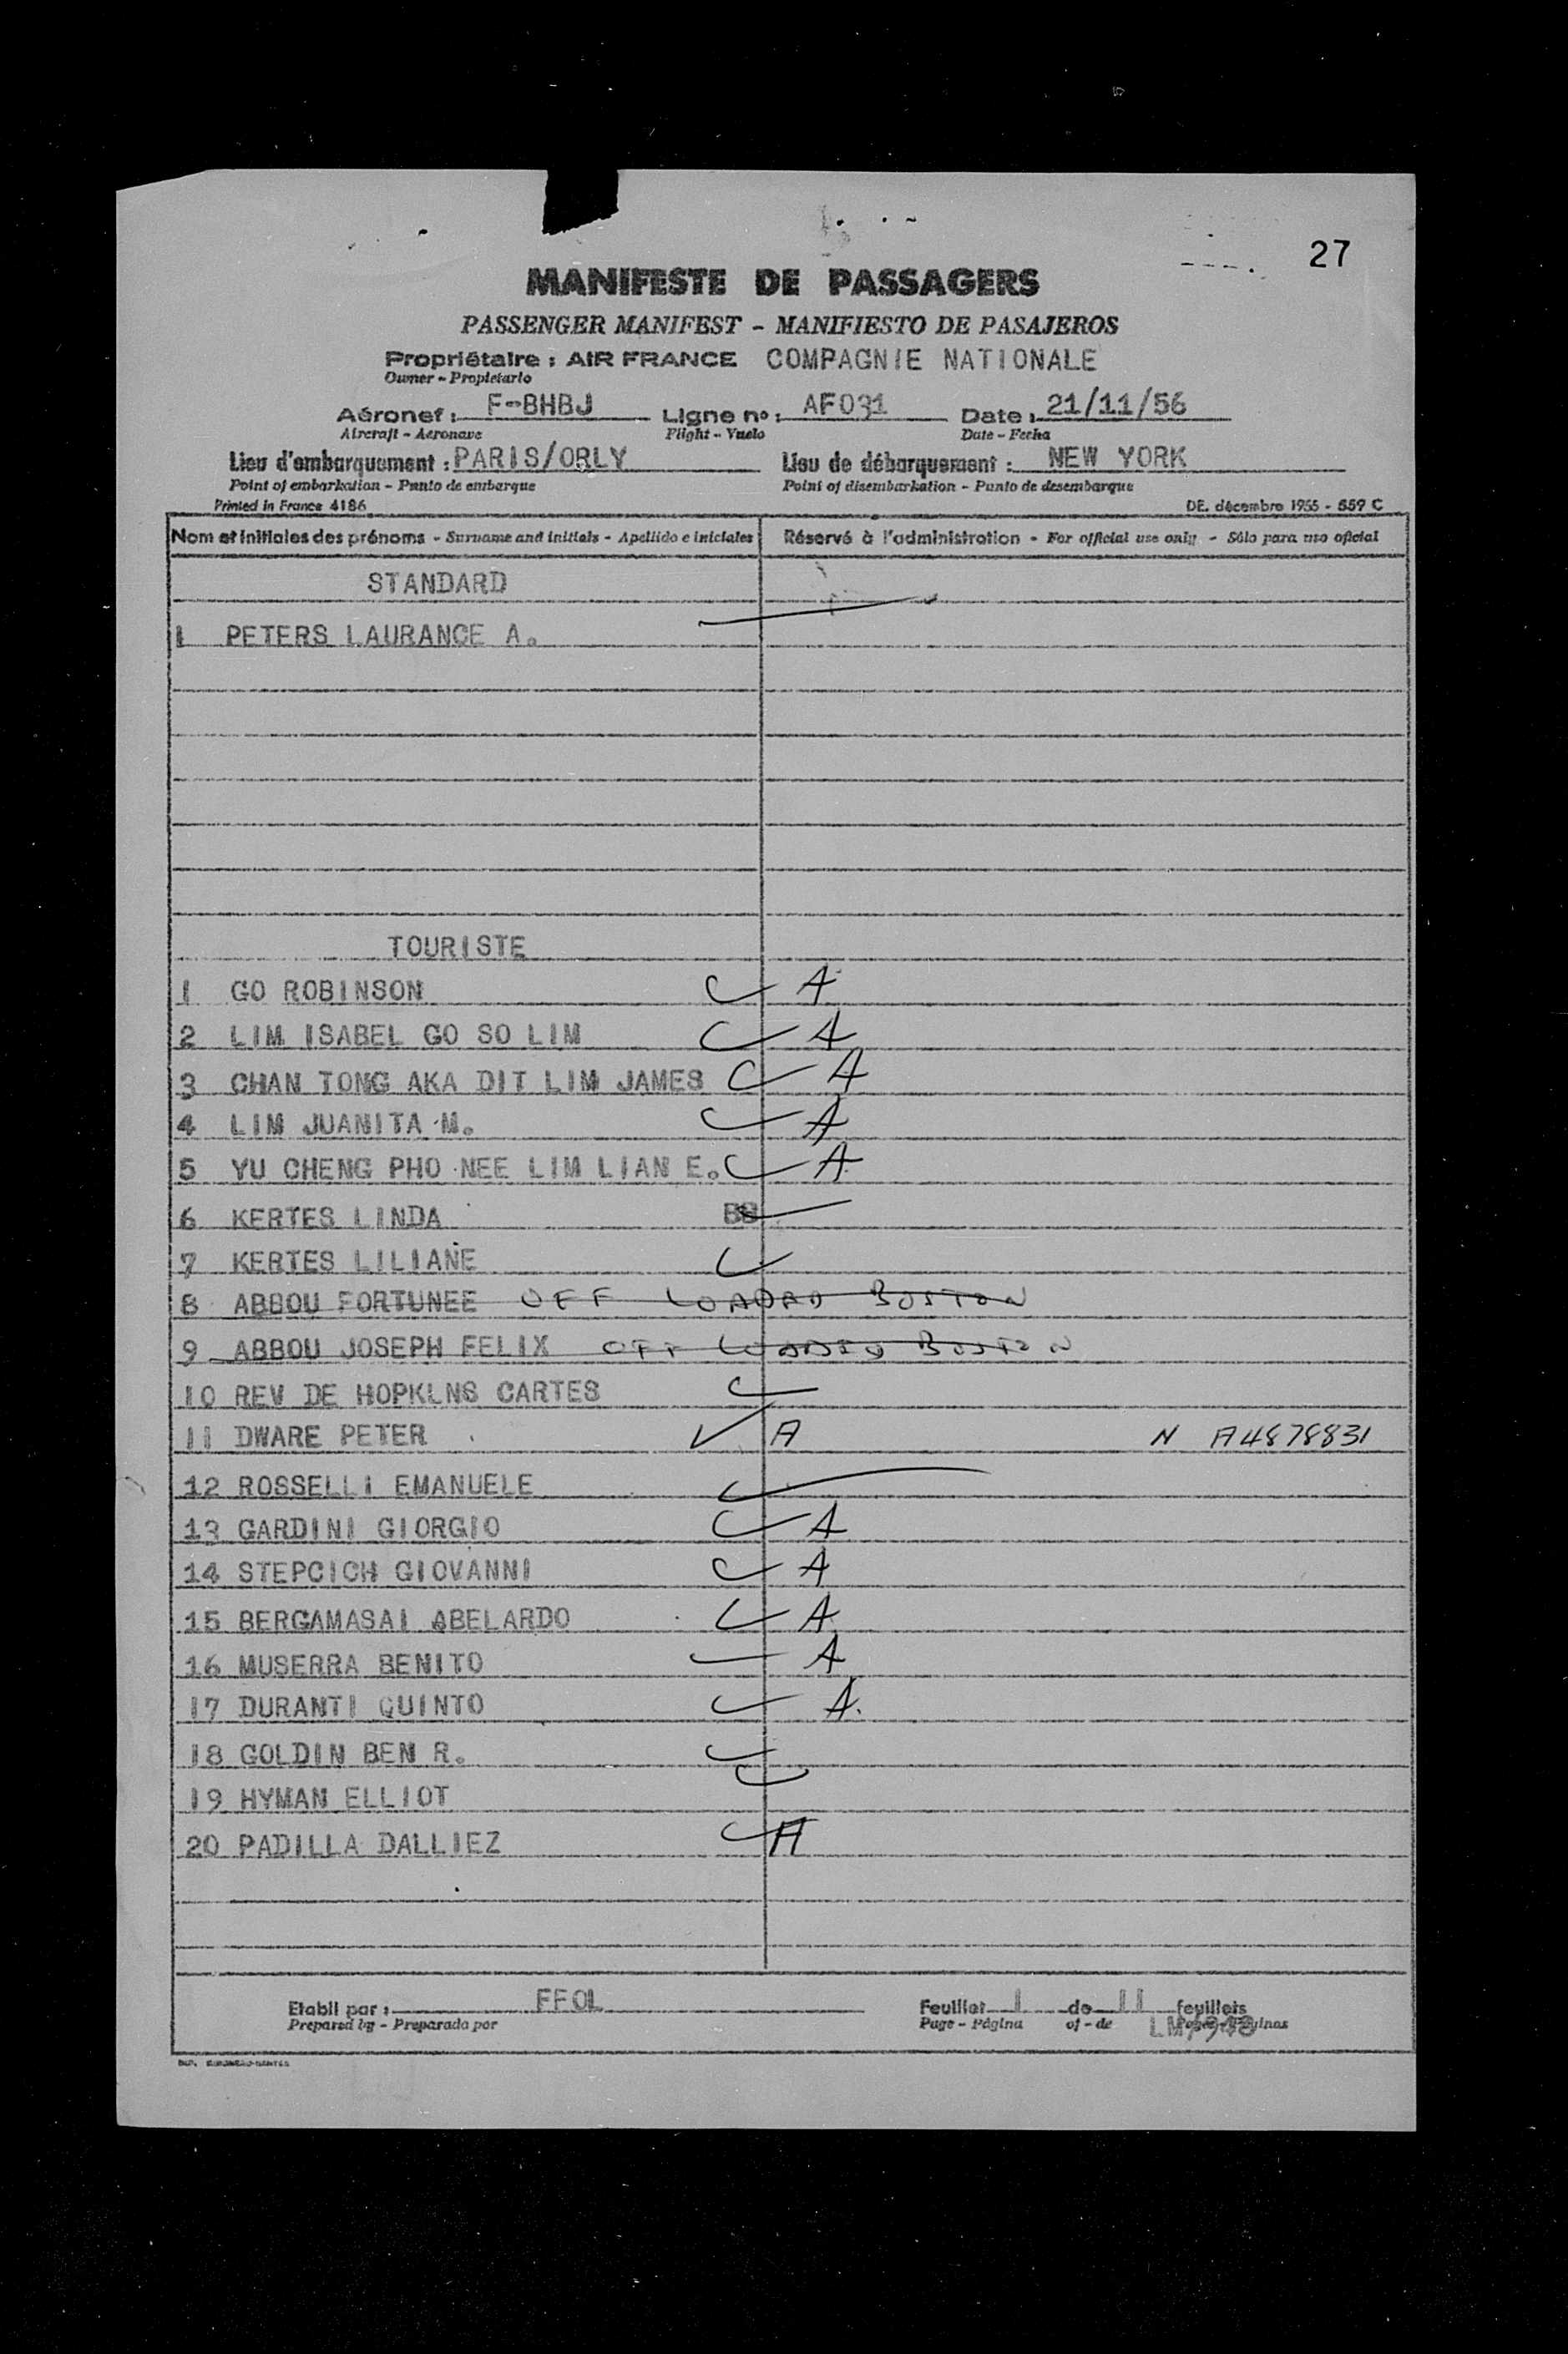 27
MANIFESTE DE PASSAGERS
PASSENGER MANIFEST - MANIFIESTO DE PASAJEROS
Propriétaire : AIR FRANCE COMPAGNIE NATIONALE
Owner - Propietario
Aéronef : F-BHBJ Ligne nº : AF031 Date : 21/11/56
Aircraft - Aeronave Flight - Vuelo Date - Fecha
Lieu d'embarquement : PARIS/ORLY Lieu de débarquement : NEW YORK
Point of embarkation - Punto de embarque Point of disembarkation - Punto de desembarque
Printed in France 4186 DE. décembre 1955 - 559 C
Nom et initiales des prénoms - Surname and initials - Apellido e iniciales Réservé à l'administration - For official use only - Sólo para uso oficial
STANDARD
1 PETERS LAURANCE A.
TOURISTE
1 GO ROBINSON A
2 LIM ISABEL GO SO LIM A
3 CHAN TONG AKA DIT LIM JAMES A
4 LIM JUANITA M. A
5 YU CHENG PHO NEE LIM LIAN E. A
6 KERTES LINDA BB
7 KERTES LILIANE
8 ABBOU FORTUNEE OFF LOADED BOSTON
9 ABBOU JOSEPH FELIX OFF LOADED BOSTON
10 REV DE HOPKLNS CARTES
11 DWARE PETER A N A4878831
12 ROSSELLI EMANUELE
13 GARDINI GIORGIO A
14 STEPCICH GIOVANNI A
15 BERGAMASAI ABELARDO A
16 MUSERRA BENITO A
17 DURANTI QUINTO A.
18 GOLDIN BEN R.
19 HYMAN ELLIOT
20 PADILLA DALLIEZ A
Etabli par : FFOL Feuillet 1 de 11 feuillets
Prepared by - Preparado por Page - Página of - de